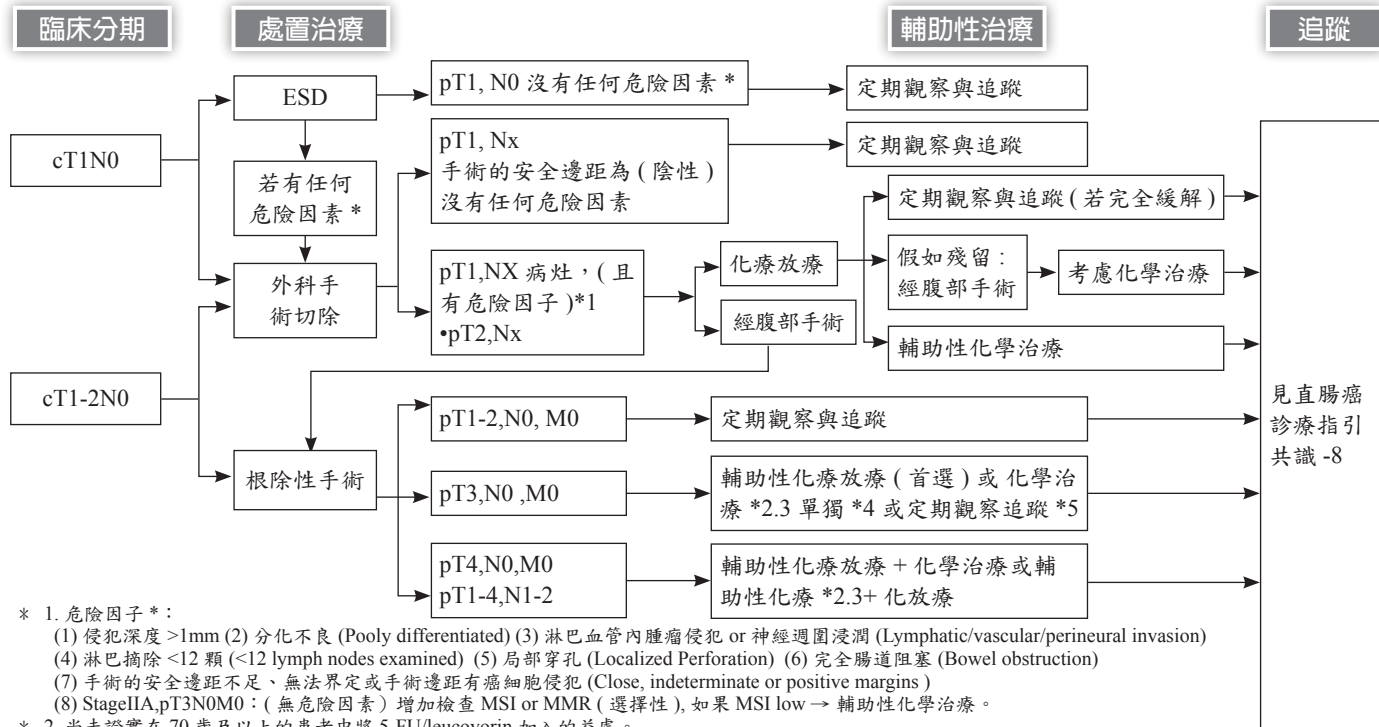 臨床分期
處置治療
輔助性治療
追蹤
cT1N0
cT1-2N0
ESD
若有任何
危險因素 *
外科手
術切除
根除性手術
pT1, N0 沒有任何危險因素 *
定期觀察與追蹤
pT1, Nx
手術的安全邊距為 ( 陰性 )
沒有任何危險因素
定期觀察與追蹤
pT1,NX 病灶，( 且
有危險因子 )*1
•pT2,Nx
化療放療
經腹部手術
定期觀察與追蹤 ( 若完全緩解 )
假如殘留 :
經腹部手術
考慮化學治療
輔助性化學治療
pT1-2,N0, M0
定期觀察與追蹤
pT3,N0 ,M0
輔助性化療放療 ( 首選 ) 或 化學治
療 *2.3 單獨 *4 或定期觀察追蹤 *5
pT4,N0,M0
pT1-4,N1-2
輔助性化療放療 + 化學治療或輔
助性化療 *2.3+ 化放療
見直腸癌
診療指引
共識 -8
* 1. 危險因子 *：
(1) 侵犯深度 >1mm (2) 分化不良 (Pooly differentiated) (3) 淋巴血管內腫瘤侵犯 or 神經週圍浸潤 (Lymphatic/vascular/perineural invasion)
(4) 淋巴摘除 <12 顆 (<12 lymph nodes examined) (5) 局部穿孔 (Localized Perforation) (6) 完全腸道阻塞 (Bowel obstruction)
(7) 手術的安全邊距不足、無法界定或手術邊距有癌細胞侵犯 (Close, indeterminate or positive margins )
(8) StageIIA,pT3N0M0：( 無危險因素）增加檢查 MSI or MMR ( 選擇性 ), 如果 MSI low → 輔助性化學治療。